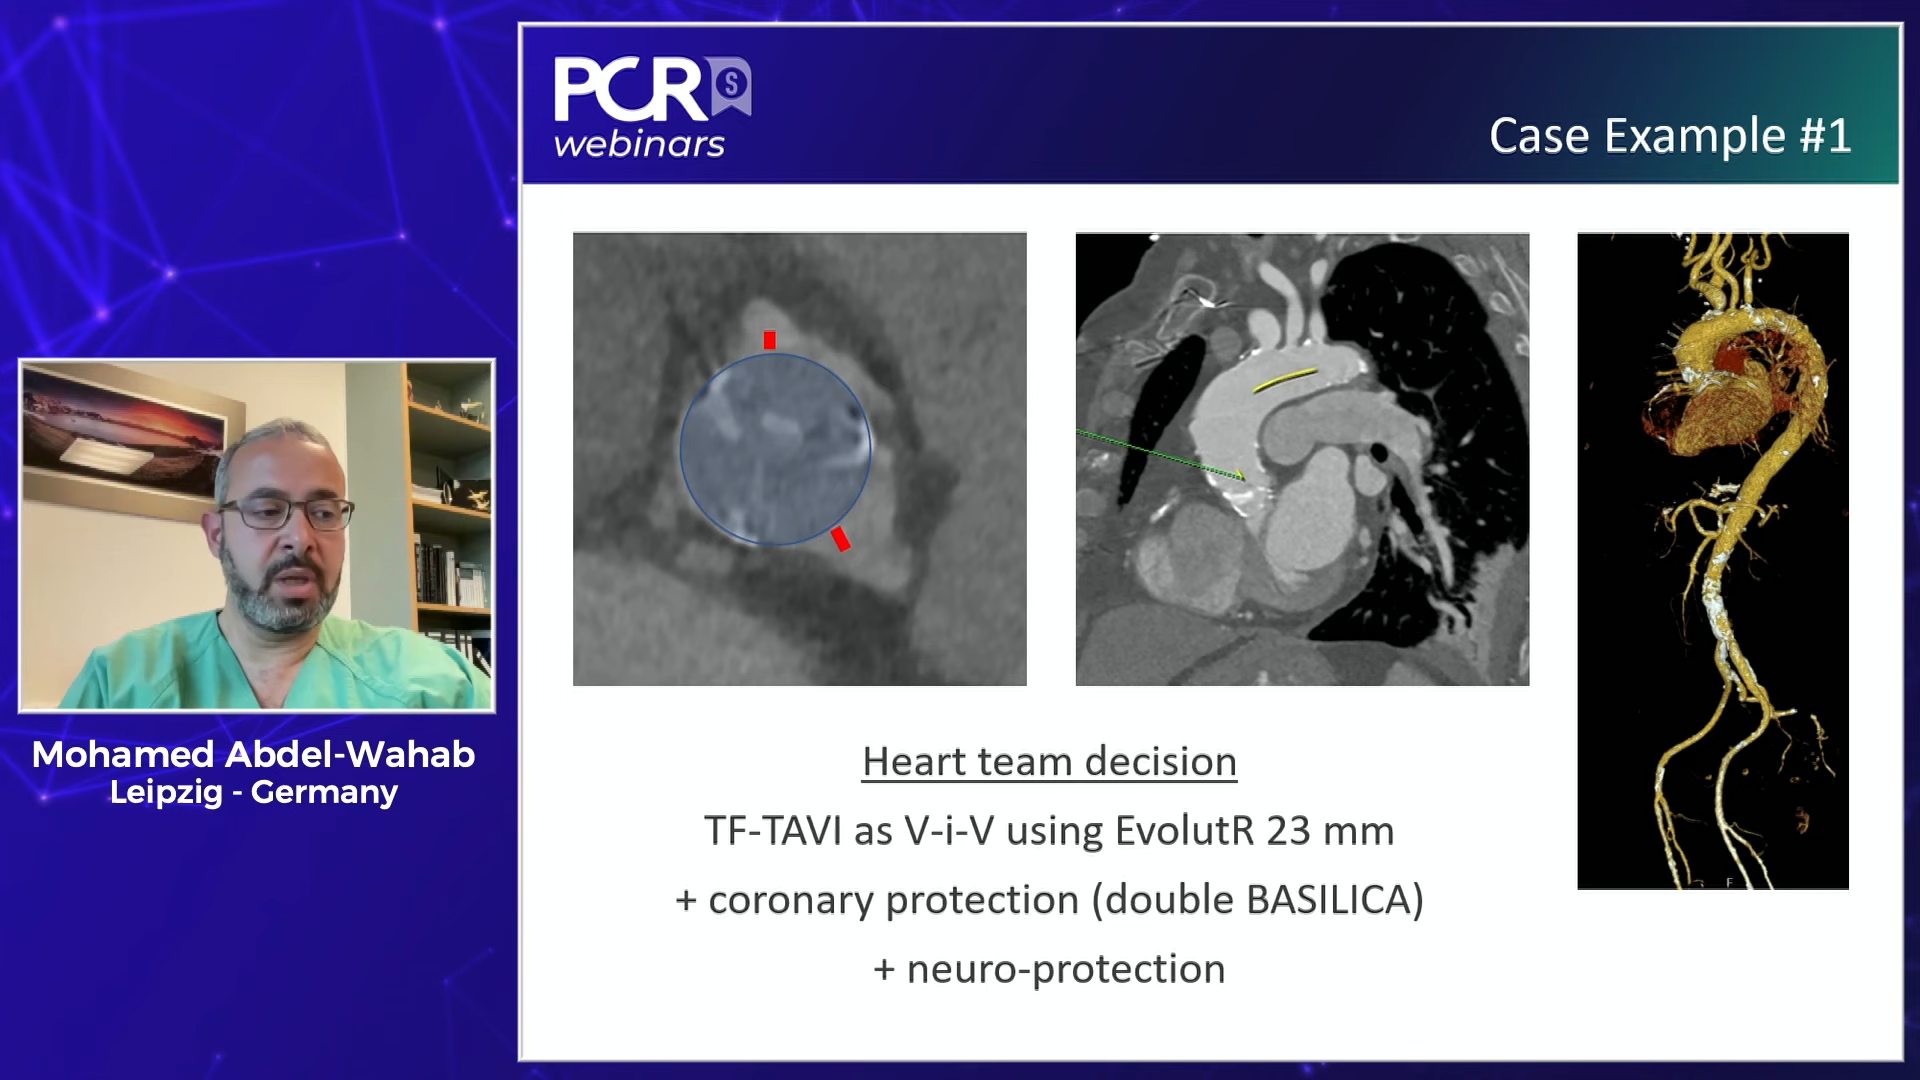 PCR S
webinars
Case Example #1
Mohamed Abdel-Wahab
Leipzig - Germany
Heart team decision
TF-TAVI as V-i-V using EvolutR 23 mm
+ coronary protection (double BASILICA)
+ neuro-protection
F